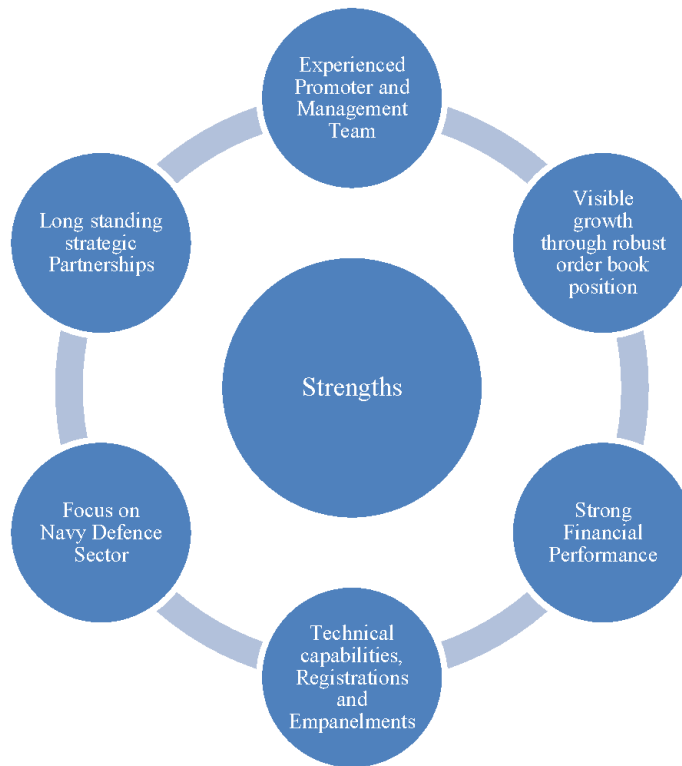 Experienced
Promoter and
Management
Team
Visible
growth
through robust
order book
position
Strong
Financial
Performance
Technical
capabilities,
Registrations
and
Empanelments
Focus on
Navy Defence
Sector
Long standing
strategic
Partnerships
Strengths